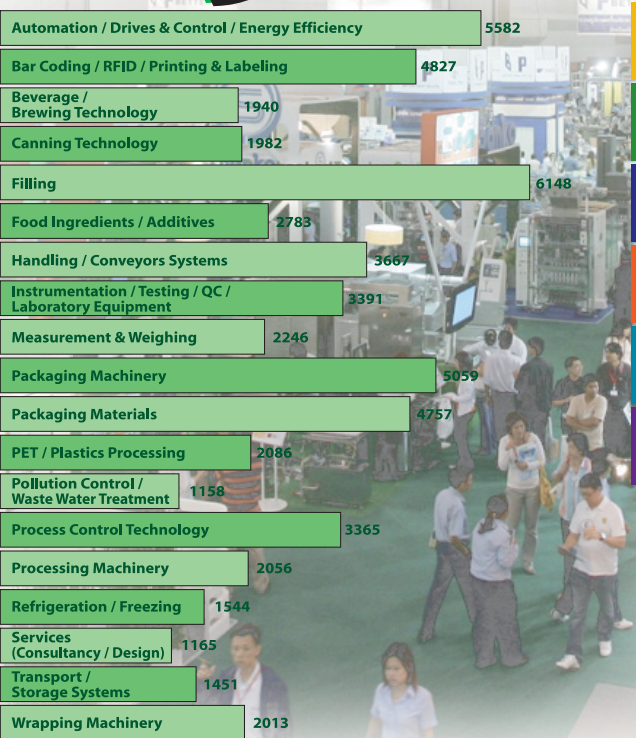 Automation / Drives & Control / Energy Efficiency 5582
Bar Coding / RFID / Printing & Labeling 4827
Beverage /
Brewing Technology 1940
Canning Technology 1982
Filling 6148
Food Ingredients / Additives 2783
Handling / Conveyors Systems 3667
Instrumentation / Testing / QC /
Laboratory Equipment 3391
Measurement & Weighing 2246
Packaging Machinery 5059
Packaging Materials 4757
PET / Plastics Processing 2086
Pollution Control /
Waste Water Treatment 1158
Process Control Technology 3365
Processing Machinery 2056
Refrigeration / Freezing 1544
Services
(Consultancy / Design) 1165
Transport /
Storage Systems 1451
Wrapping Machinery 2013